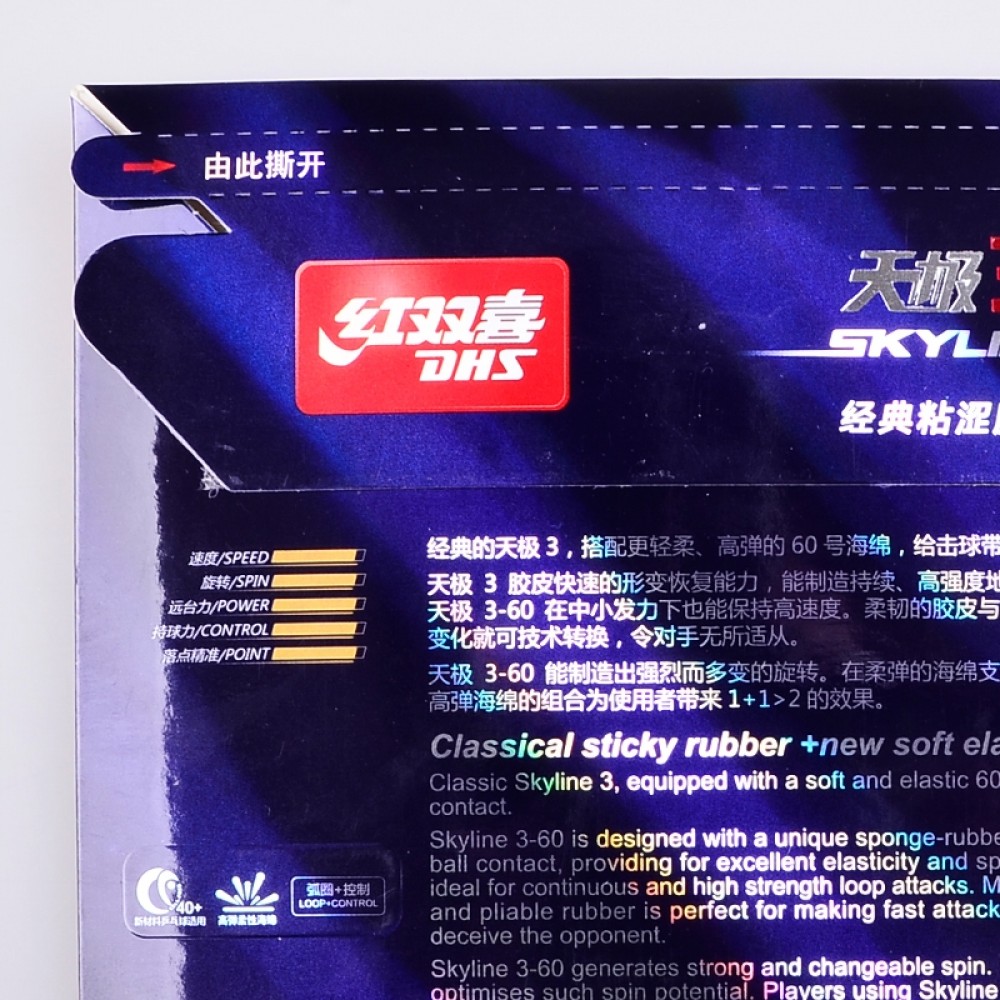 由此撕开
红双喜
DHS
天极
SKYLI
经典粘涩
速度/SPEED
旋转/SPIN
远台力/POWER
持球力/CONTROL
落点精准/POINT
经典的天极 3，搭配更轻柔、高弹的 60 号海绵，给击球带
天极 3 胶皮快速的形变恢复能力，能制造持续、高强度地
天极 3-60 在中小发力下也能保持高速度。柔韧的胶皮与
变化就可技术转换，令对手无所适从。
天极 3-60 能制造出强烈而多变的旋转。在柔弹的海绵支
高弹海绵的组合为使用者带来 1+1>2 的效果。
Classical sticky rubber +new soft ela
Classic Skyline 3, equipped with a soft and elastic 60
contact.
Skyline 3-60 is designed with a unique sponge-rubbe
ball contact, providing for excellent elasticity and sp
ideal for continuous and high strength loop attacks. M
and pliable rubber is perfect for making fast attack
deceive the opponent.
Skyline 3-60 generates strong and changeable spin.
optimises such spin potential. Players using Skyline
40+
新材料乒乓球适用
高弹柔性海绵
弧圈+控制
LOOP+CONTROL